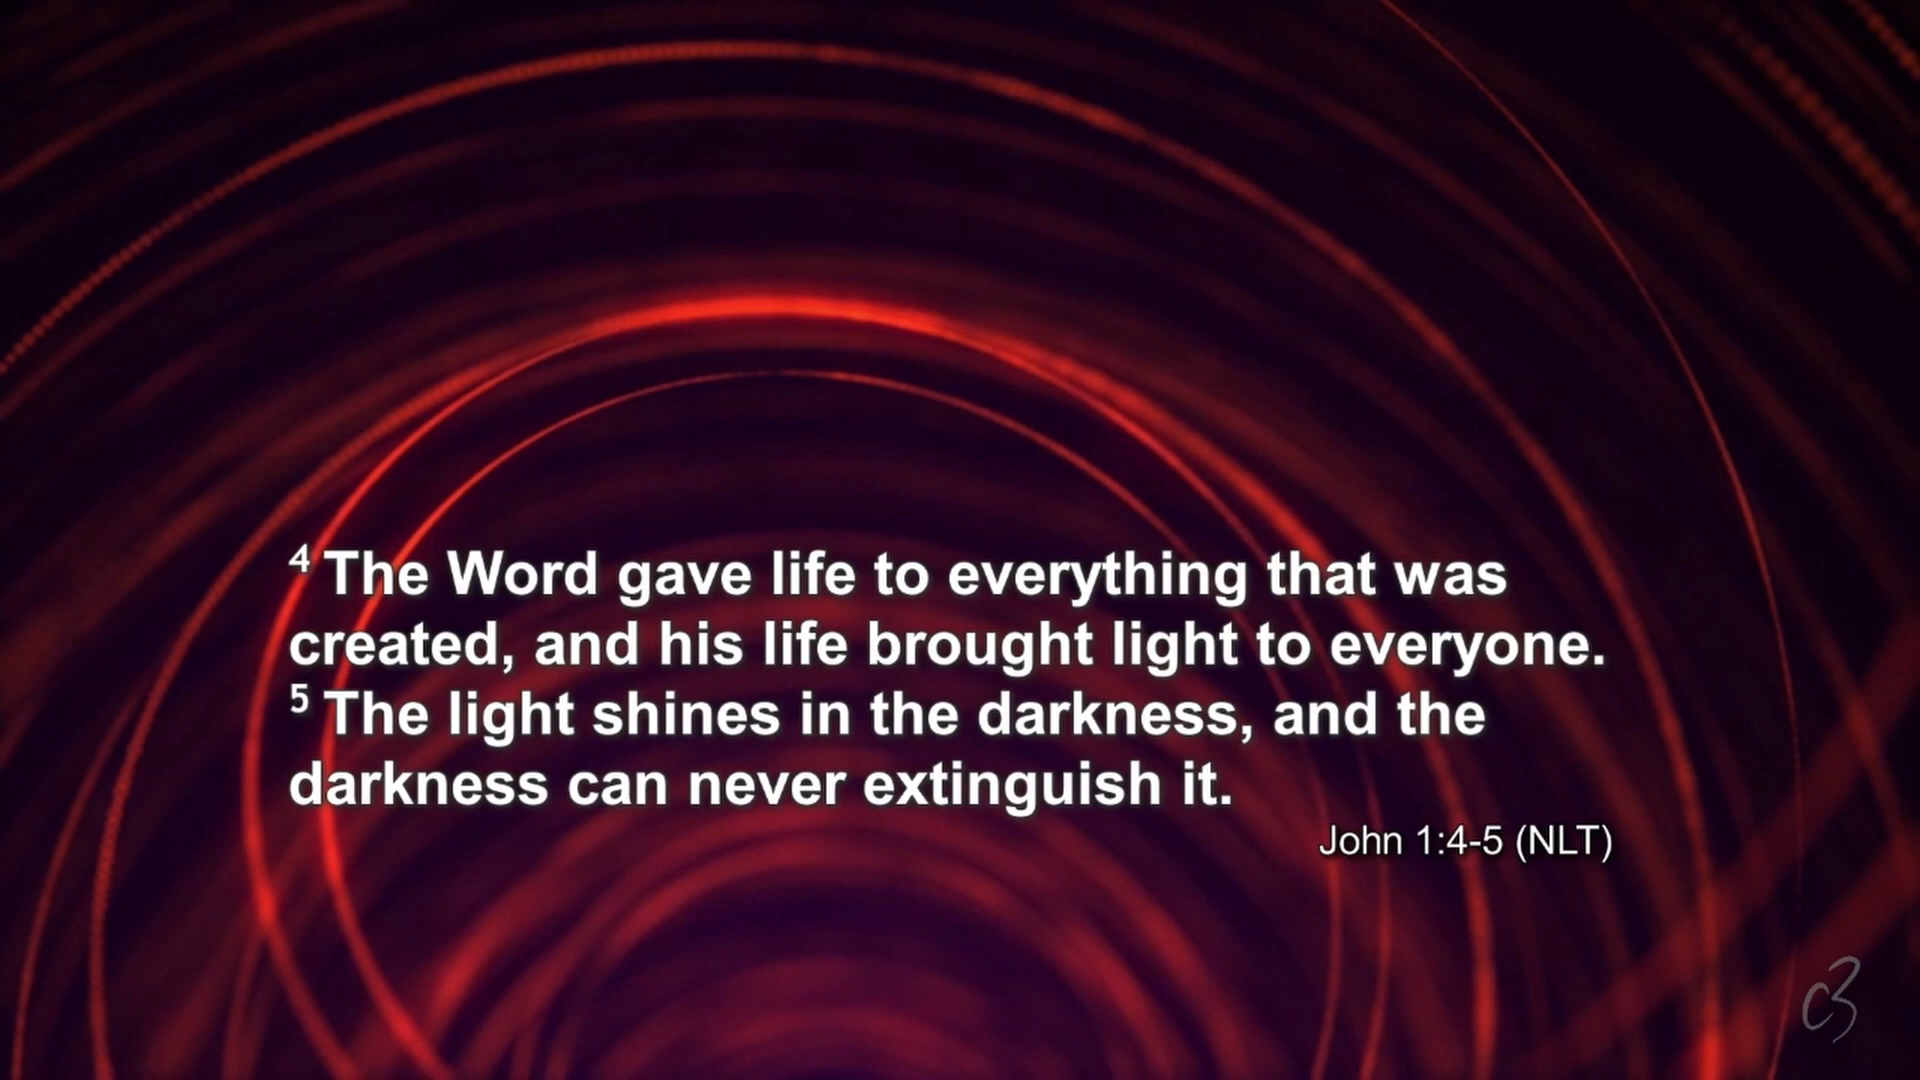 4 The Word gave life to everything that was
created, and his life brought light to everyone.
5 The light shines in the darkness, and the
darkness can never extinguish it.
John 1:4-5 (NLT)
c3